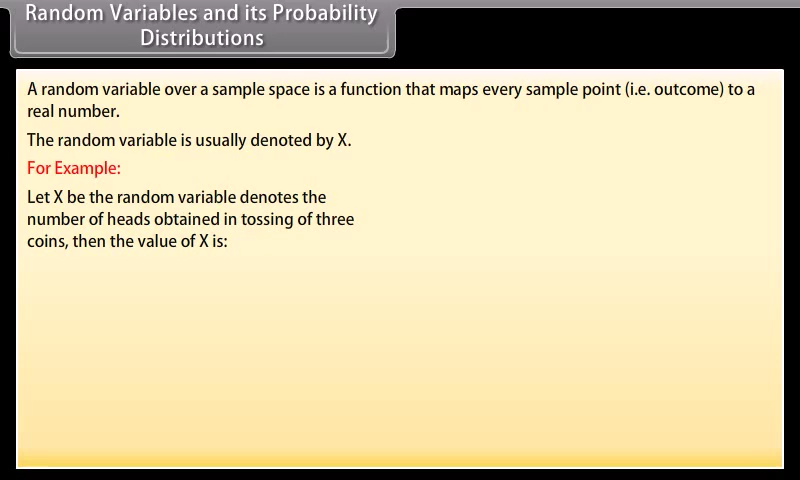 Random Variables and its Probability
Distributions
A random variable over a sample space is a function that maps every sample point (i.e. outcome) to a
real number.
The random variable is usually denoted by X.
For Example:
Let X be the random variable denotes the
number of heads obtained in tossing of three
coins, then the value of X is: